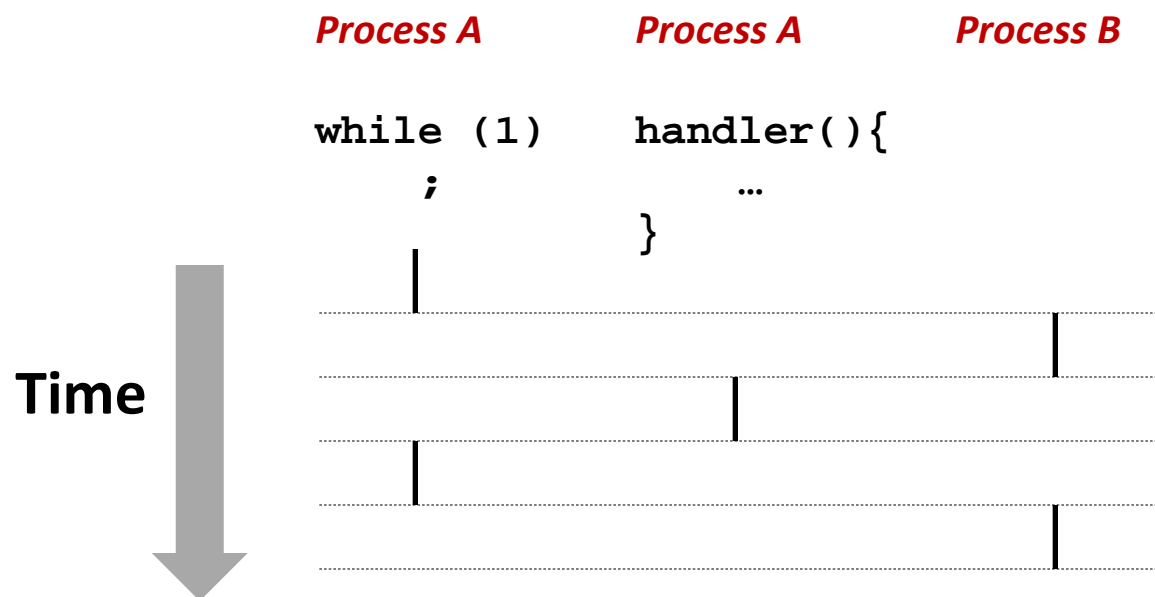 Process A Process A Process B
while (1) handler(){
; …
}
Time